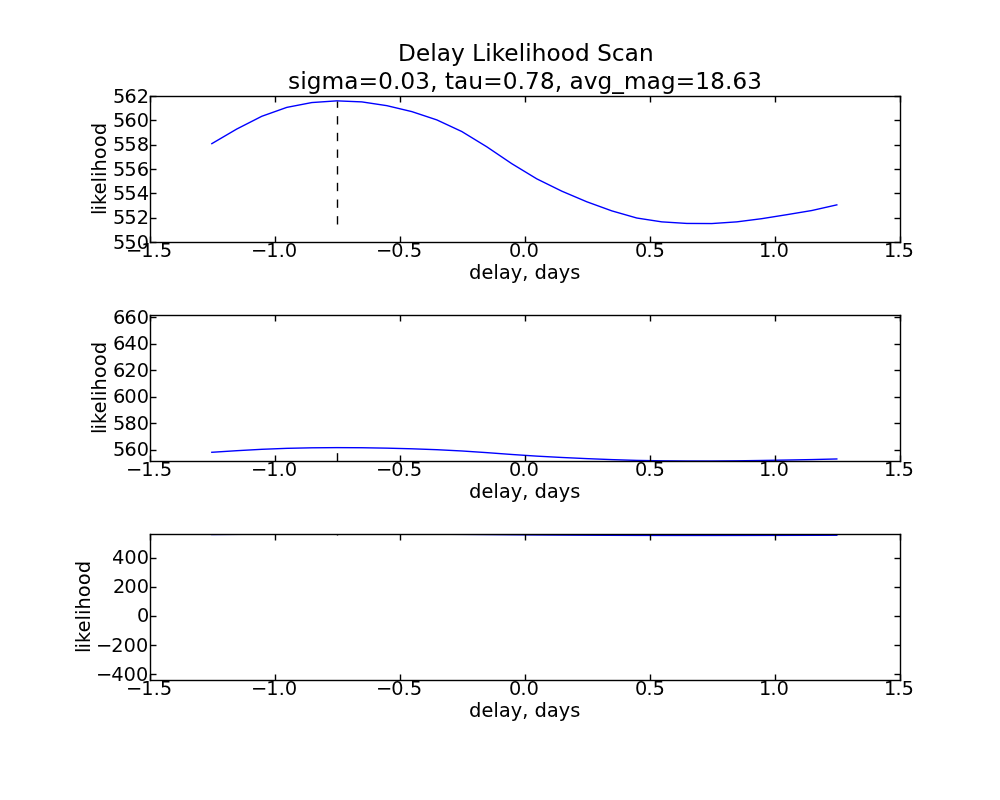 Delay Likelihood Scan
sigma=0.03, tau=0.78, avg_mag=18.63
562
560
558
556
554
552
550
likelihood
−1.5 −1.0 −0.5 0.0 0.5 1.0 1.5
delay, days
660
640
620
600
580
560
likelihood
−1.5 −1.0 −0.5 0.0 0.5 1.0 1.5
delay, days
400
200
0
−200
−400
likelihood
−1.5 −1.0 −0.5 0.0 0.5 1.0 1.5
delay, days